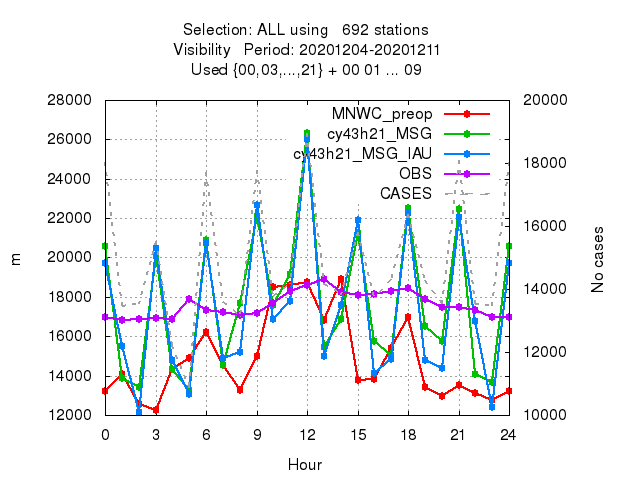 Selection: ALL using   692 stations
Visibility   Period: 20201204-20201211
Used {00,03,...,21} + 00 01 ... 09
28000
26000
24000
22000
20000
18000
16000
14000
12000
20000
18000
16000
14000
12000
10000
MNWC_preop
cy43h21_MSG
cy43h21_MSG_IAU
OBS
CASES
m
No cases
0 3 6 9 12 15 18 21 24
Hour